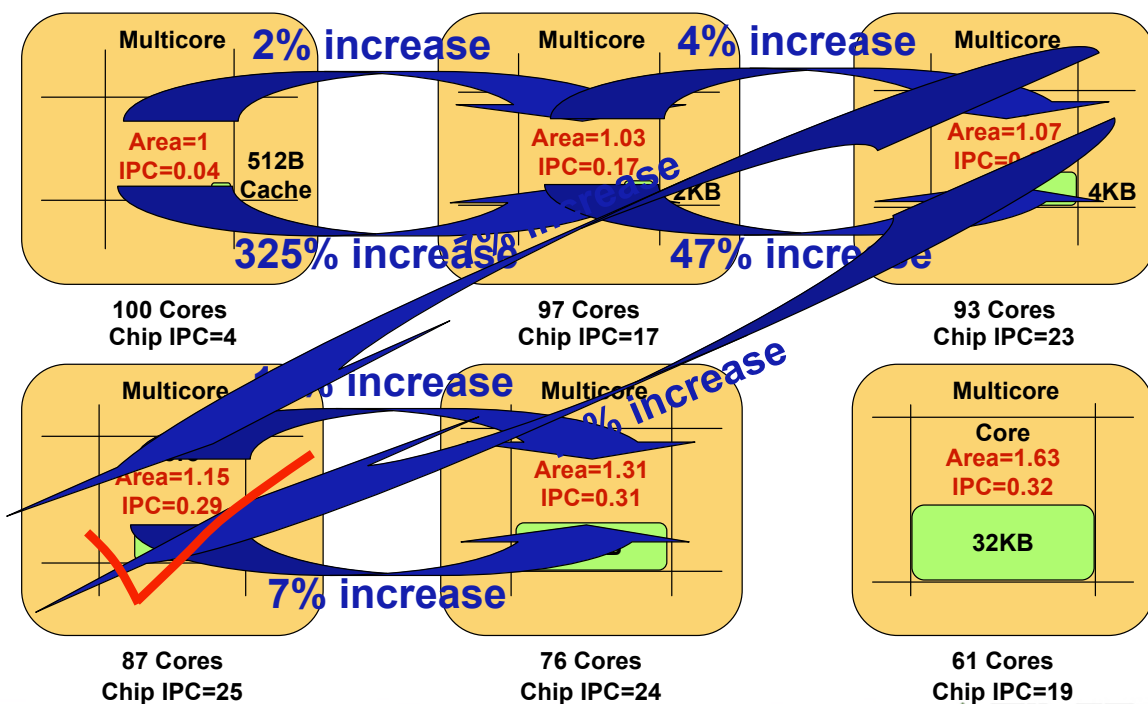 Multicore
2% increase
Area=1
IPC=0.04
512B
Cache
325% increase
100 Cores
Chip IPC=4
Multicore
4% increase
Area=1.03
IPC=0.17
2KB
47% increase
97 Cores
Chip IPC=17
Multicore
Area=1.07
4KB
7% increase
93 Cores
Chip IPC=23
Multicore
increase
Area=1.15
IPC=0.29
7% increase
87 Cores
Chip IPC=25
Multicore
% increase
Area=1.31
IPC=0.31
76 Cores
Chip IPC=24
Multicore
Core
Area=1.63
IPC=0.32
32KB
61 Cores
Chip IPC=19